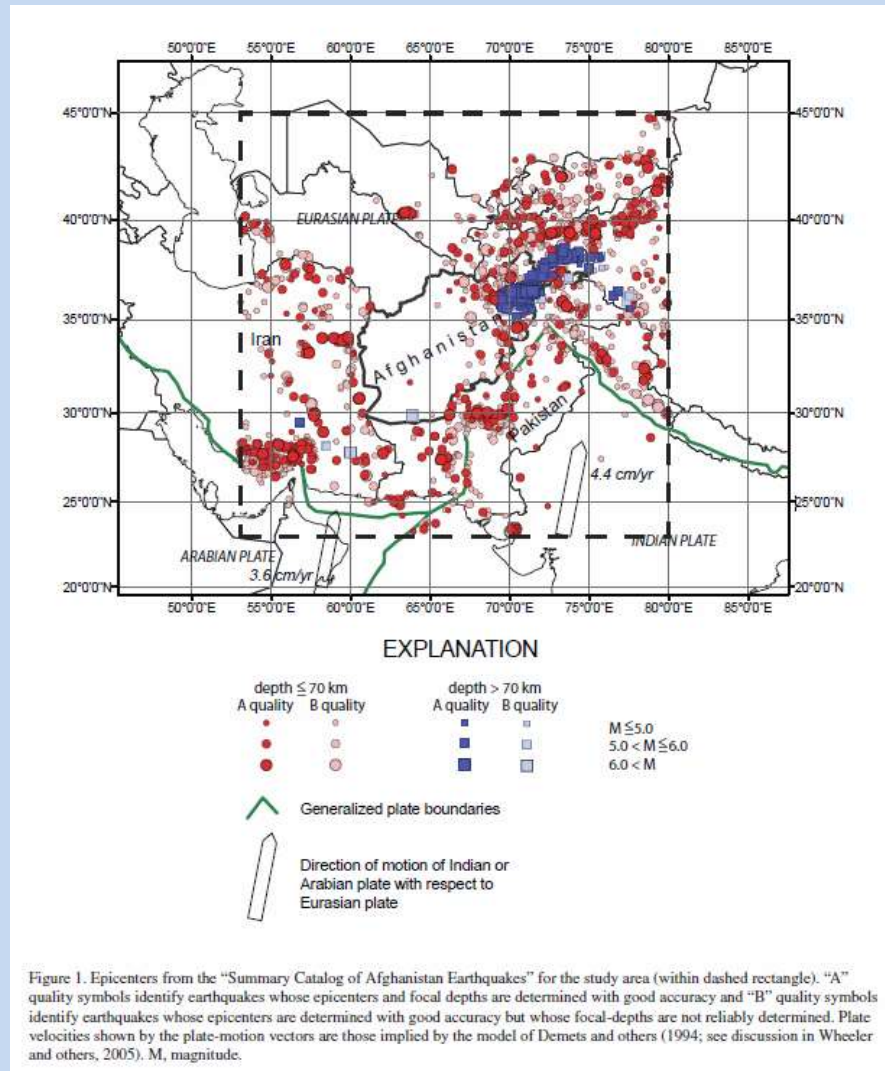 50°0'0"E 55°0'0"E 60°0'0"E 65°0'0"E 70°0'0"E 75°0'0"E 80°0'0"E 85°0'0"E
45°0'0"N 45°0'0"N
40°0'0"N 40°0'0"N
EURASIAN PLATE
35°0'0"N 35°0'0"N
Iran
Afghanistan
30°0'0"N 30°0'0"N
Pakistan
4.4 cm/yr
25°0'0"N 25°0'0"N
ARABIAN PLATE
INDIAN PLATE
3.6 cm/yr
20°0'0"N 20°0'0"N
50°0'0"E 55°0'0"E 60°0'0"E 65°0'0"E 70°0'0"E 75°0'0"E 80°0'0"E 85°0'0"E
EXPLANATION
depth ≦ 70 km depth > 70 km
A quality B quality A quality B quality
M ≦ 5.0
5.0 < M ≦ 6.0
6.0 < M
Generalized plate boundaries
Direction of motion of Indian or
Arabian plate with respect to
Eurasian plate
Figure 1. Epicenters from the “Summary Catalog of Afghanistan Earthquakes” for the study area (within dashed rectangle). “A”
quality symbols identify earthquakes whose epicenters and focal depths are determined with good accuracy and “B” quality symbols
identify earthquakes whose epicenters are determined with good accuracy but whose focal-depths are not reliably determined. Plate
velocities shown by the plate-motion vectors are those implied by the model of Demets and others (1994; see discussion in Wheeler
and others, 2005). M, magnitude.